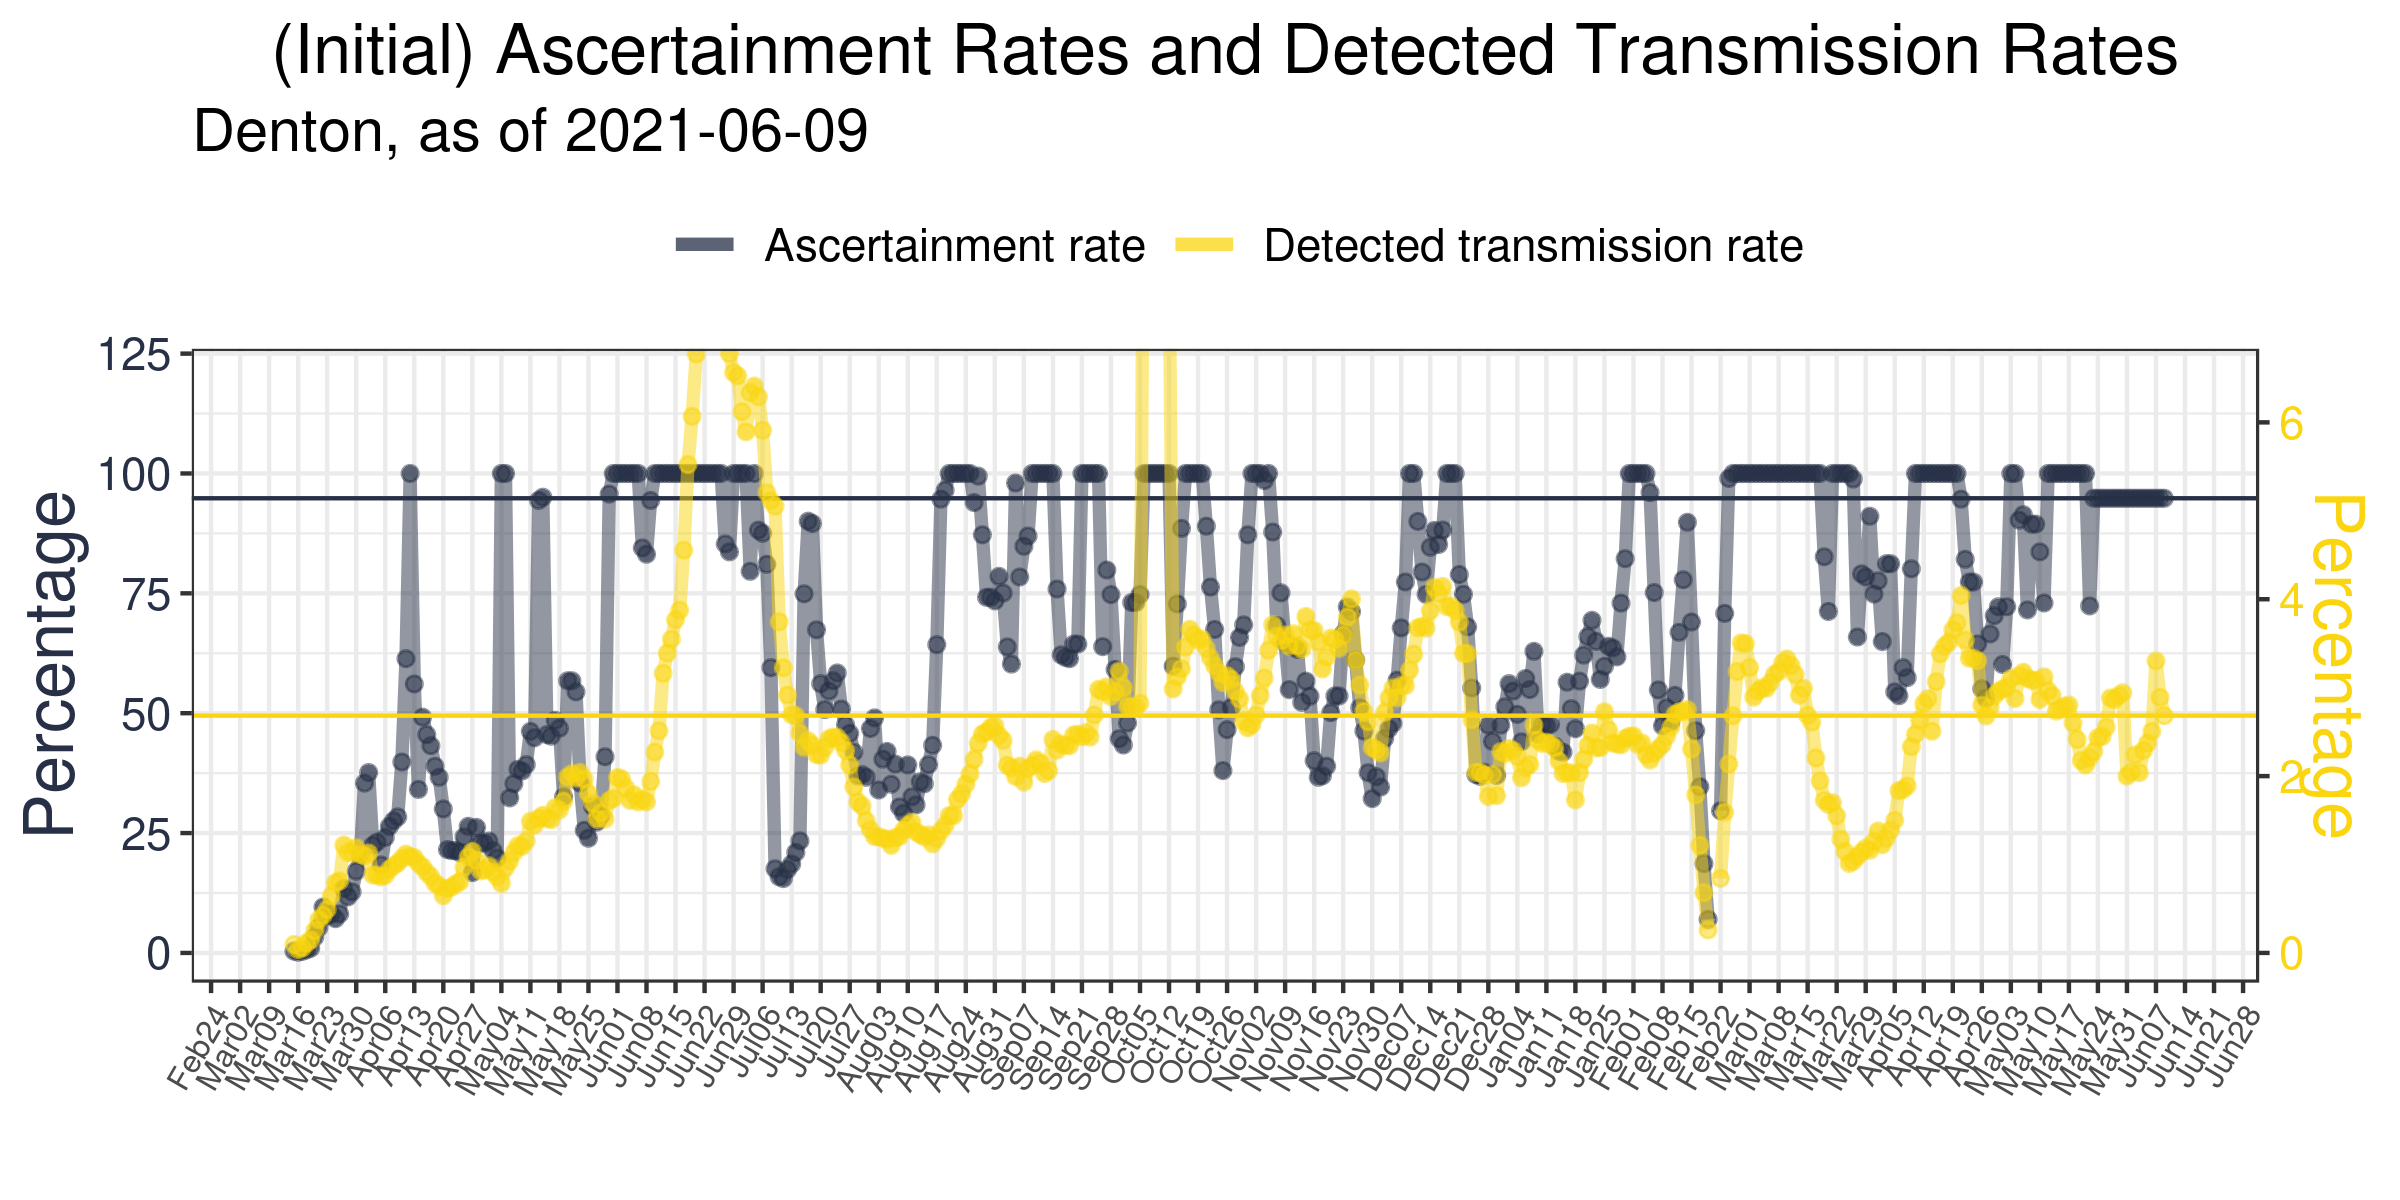 (Initial) Ascertainment Rates and Detected Transmission Rates
Denton, as of 2021-06-09
Ascertainment rate
Detected transmission rate
125
100
75
50
25
0
Percentage
6
4
2
0
Percentage
Feb24
Mar02
Mar09
Mar16
Mar23
Mar30
Apr06
Apr13
Apr20
Apr27
May04
May11
May18
May25
Jun01
Jun08
Jun15
Jun22
Jun29
Jul06
Jul13
Jul20
Jul27
Aug03
Aug10
Aug17
Aug24
Aug31
Sep07
Sep14
Sep21
Sep28
Oct05
Oct12
Oct19
Oct26
Nov02
Nov09
Nov16
Nov23
Nov30
Dec07
Dec14
Dec21
Dec28
Jan04
Jan11
Jan18
Jan25
Feb01
Feb08
Feb15
Feb22
Mar01
Mar08
Mar15
Mar22
Mar29
Apr05
Apr12
Apr19
Apr26
May03
May10
May17
May24
May31
Jun07
Jun14
Jun21
Jun28